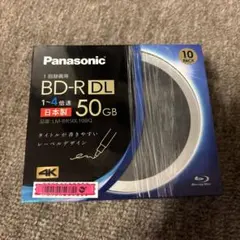 Panasonic
10
PACK
1回録画用
BD-R DL
1~4倍速
日本製
50GB
タイトルが書きやすい
レーベルデザイン
4K
Blu-ray Disc